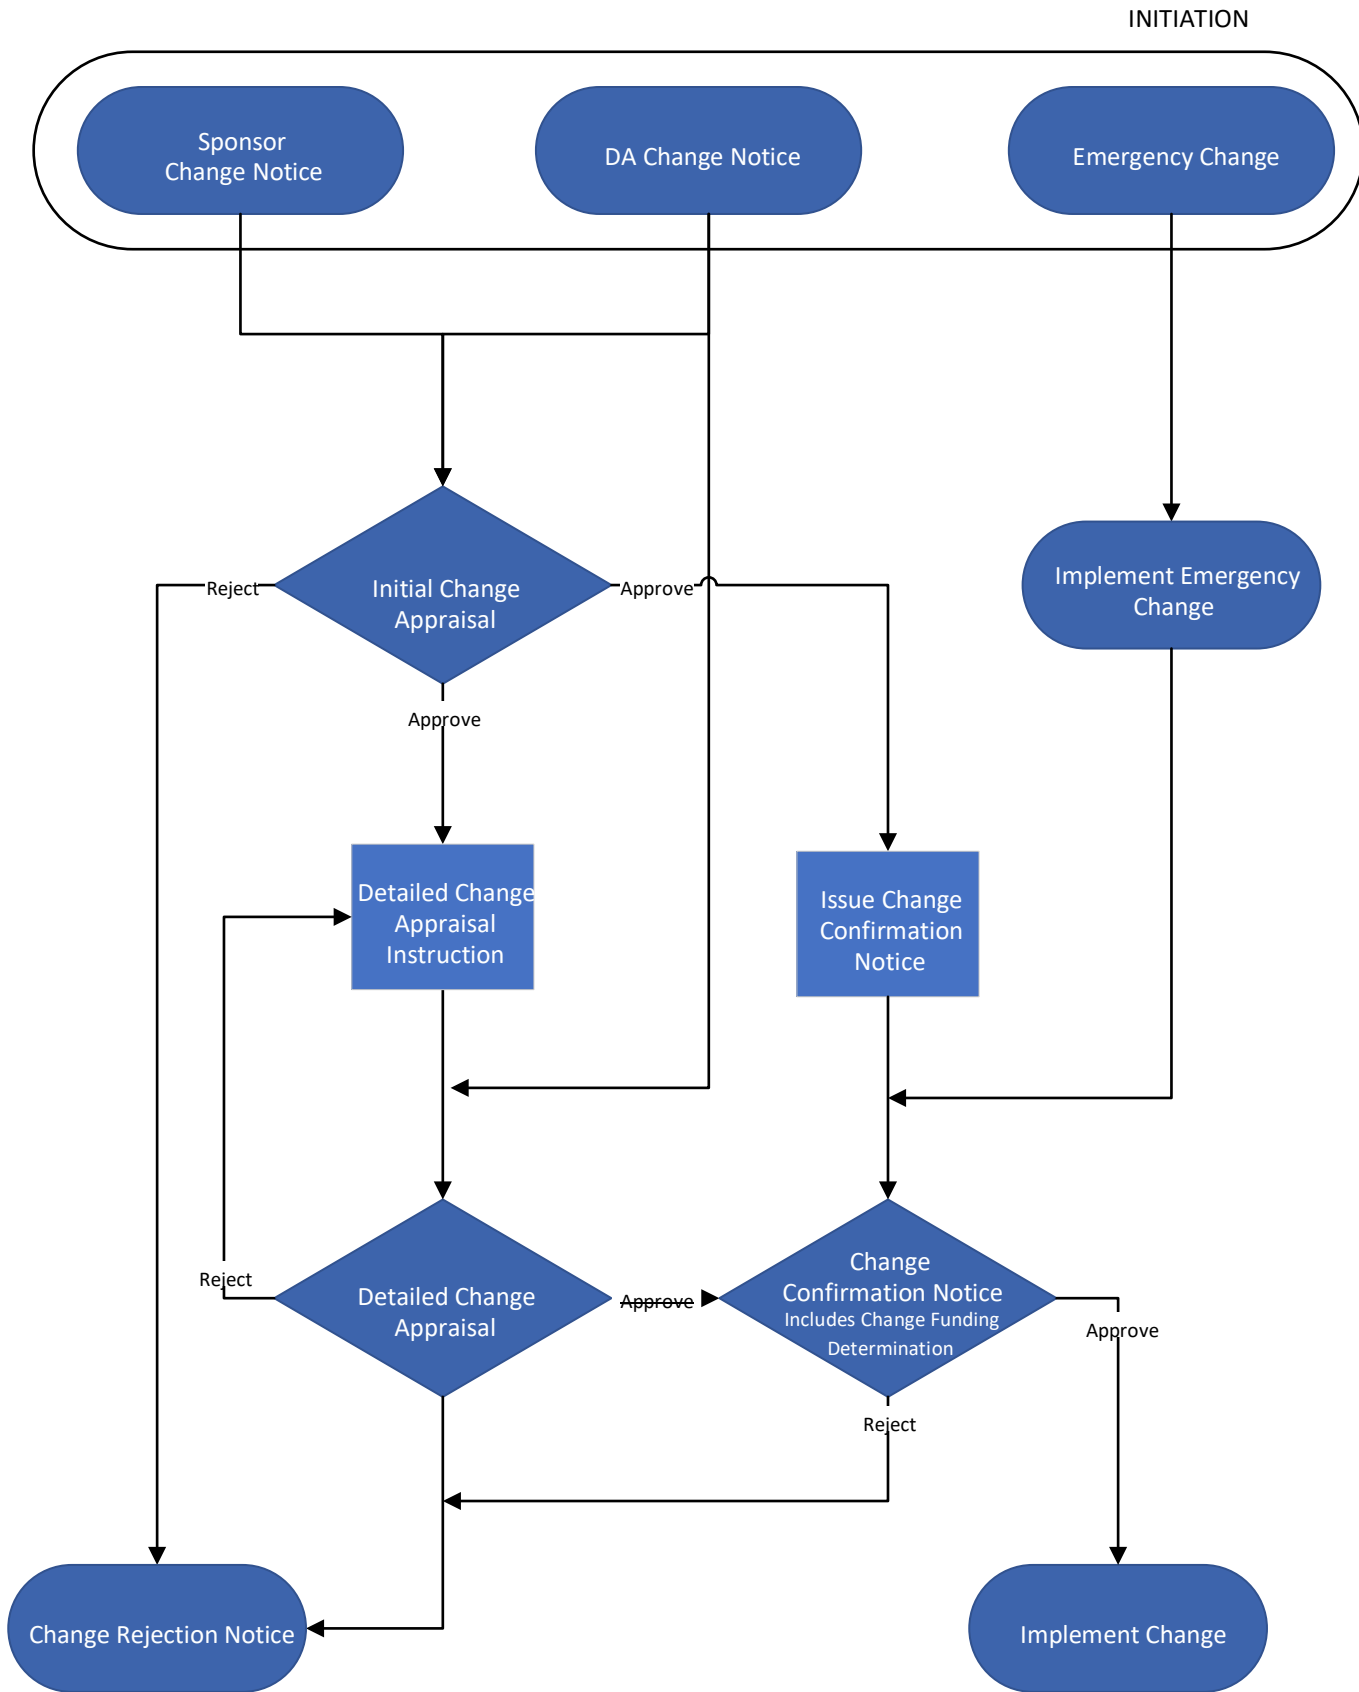 INITIATION
Sponsor
Change Notice
DA Change Notice
Emergency Change
Reject
Initial Change
Appraisal
Approve
Implement Emergency
Change
Approve
Detailed Change
Appraisal
Instruction
Issue Change
Confirmation
Notice
Reject
Detailed Change
Appraisal
Approve
Change
Confirmation Notice
Includes Change Funding
Determination
Approve
Reject
Change Rejection Notice
Implement Change